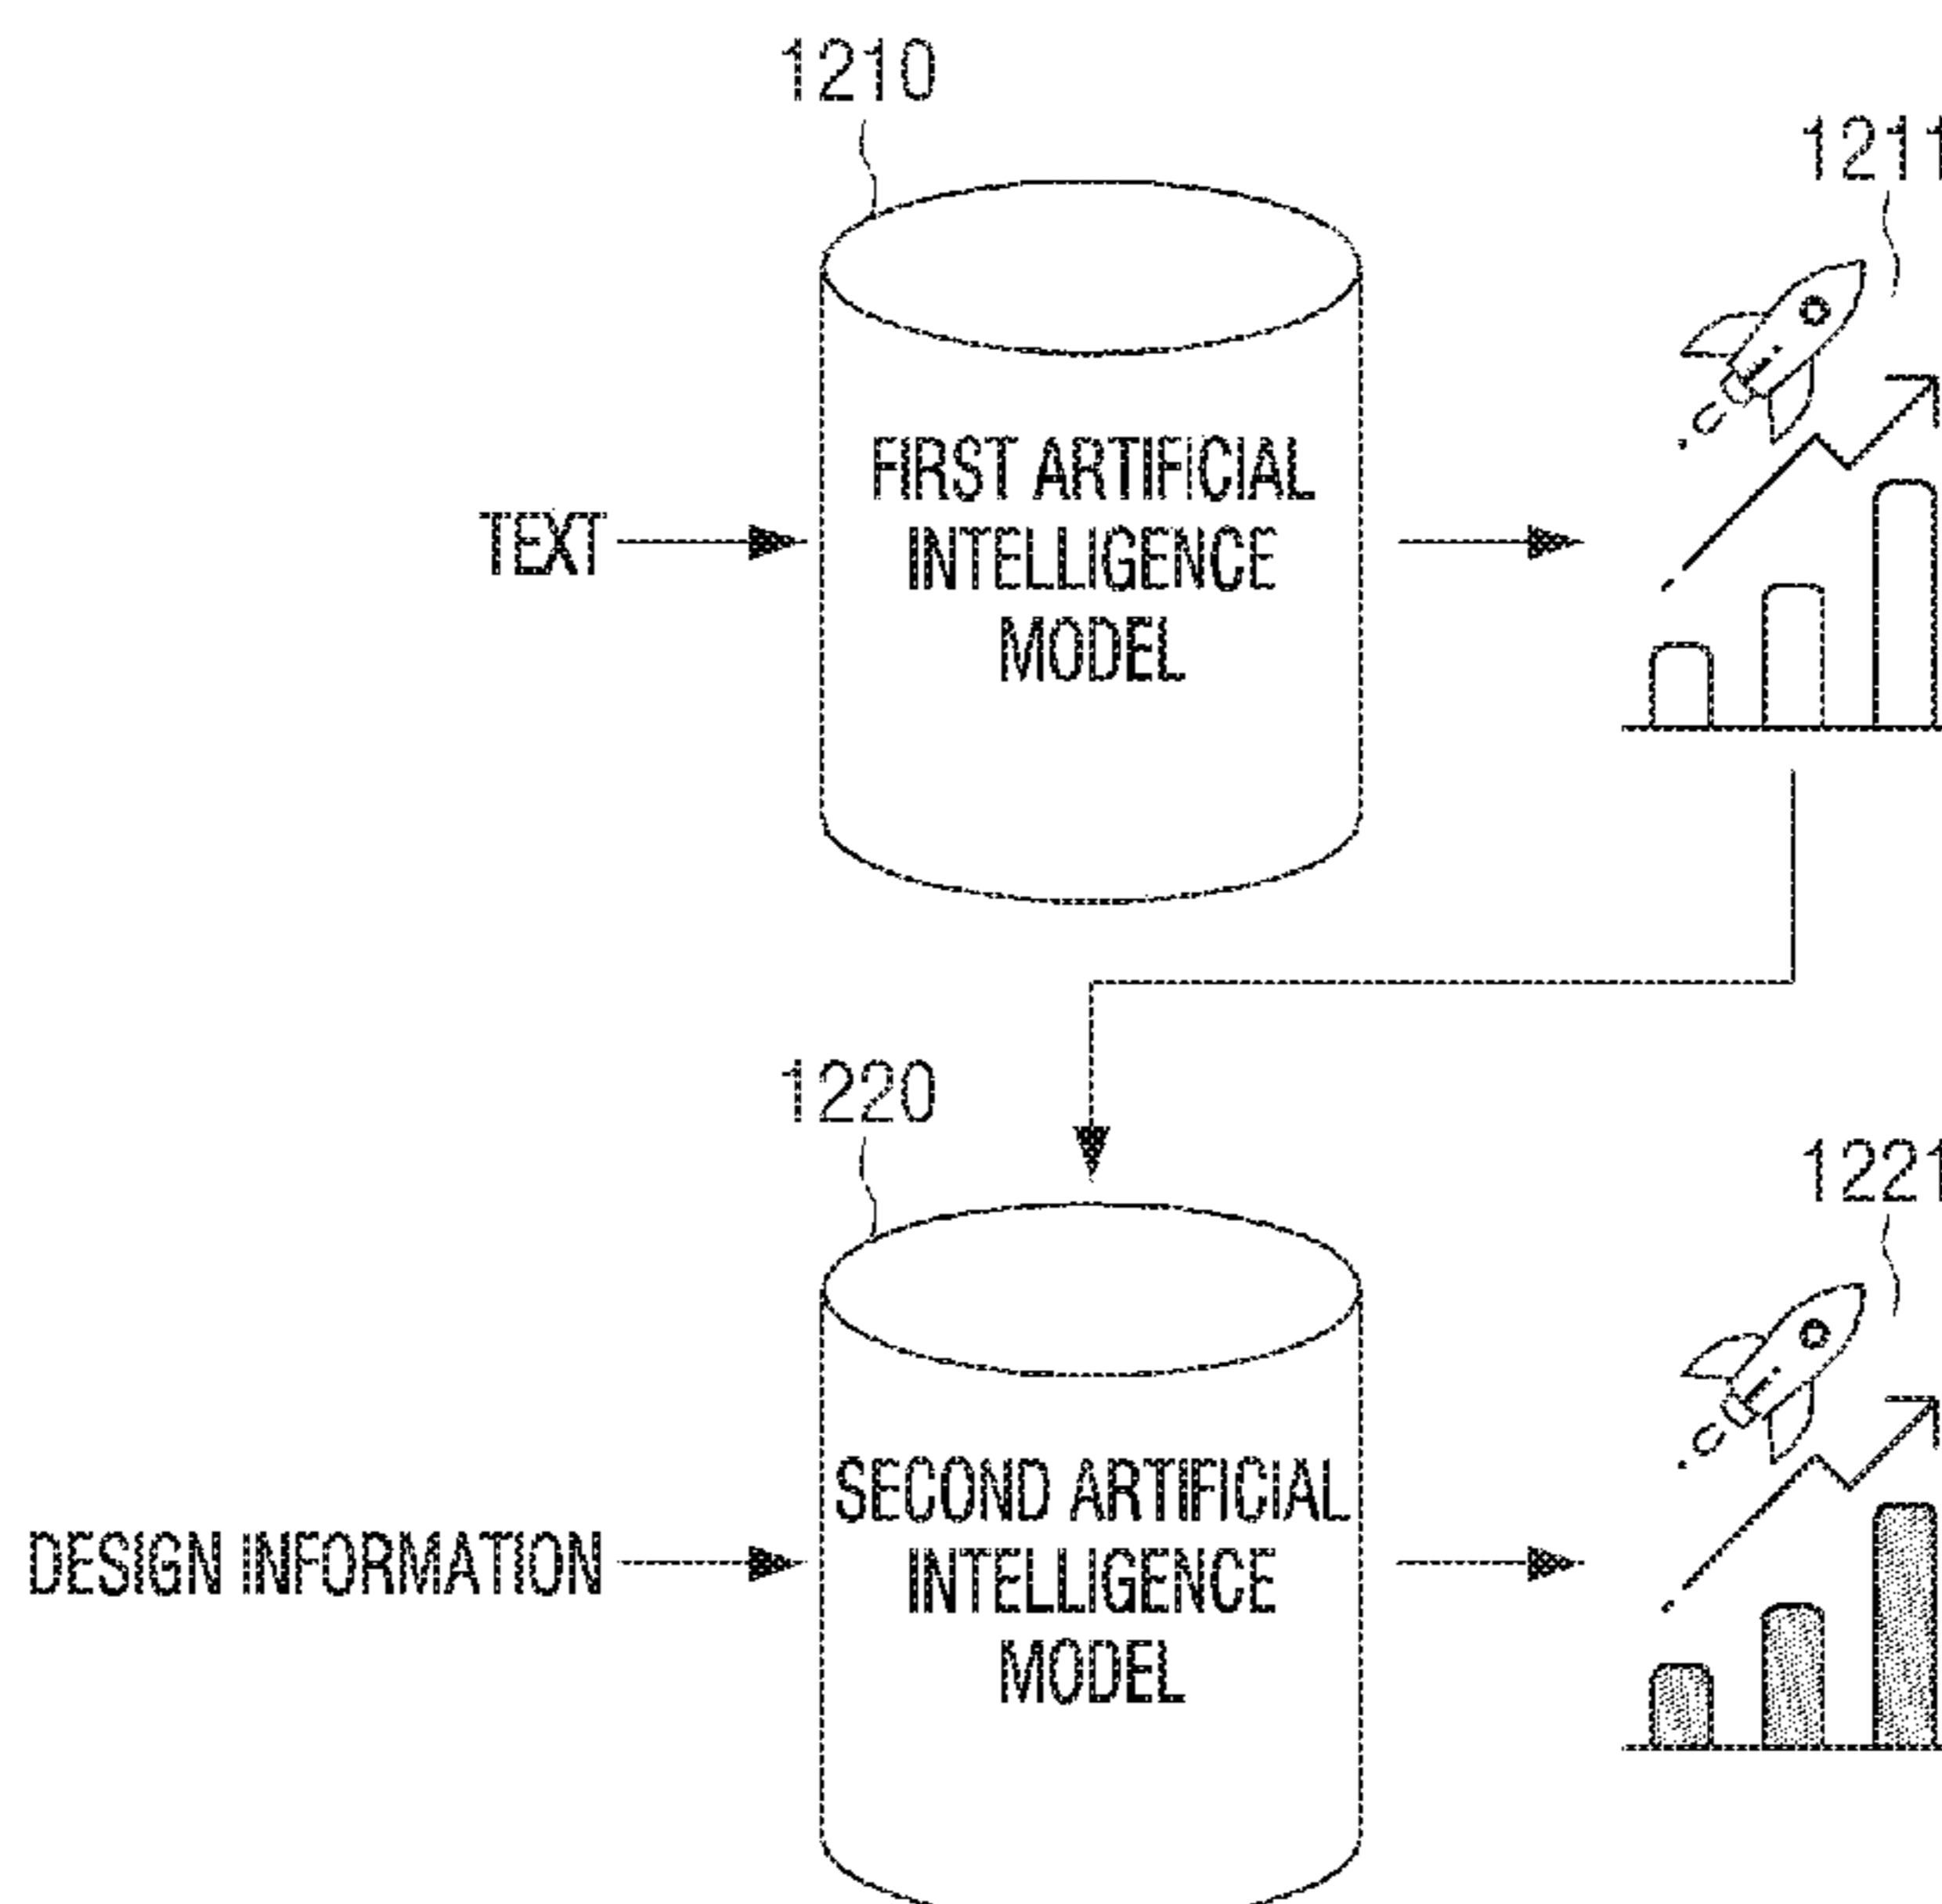 1210
1211
TEXT
FIRST ARTIFICIAL
INTELLIGENCE
MODEL
1220
1221
DESIGN INFORMATION
SECOND ARTIFICIAL
INTELLIGENCE
MODEL